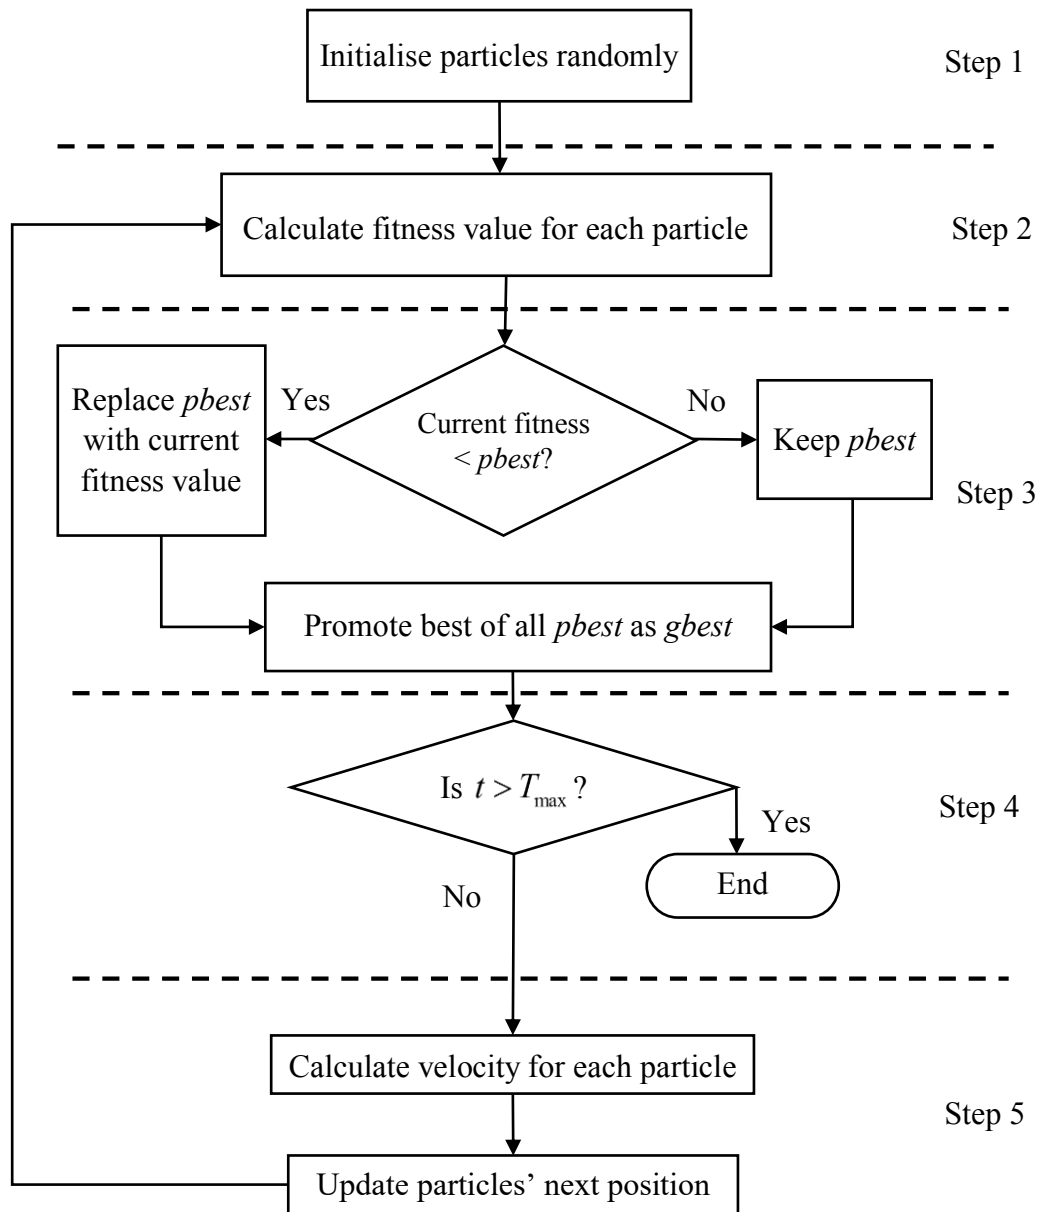 Initialise particles randomly
Step 1
Calculate fitness value for each particle
Step 2
Replace pbest
with current
fitness value
Yes
Current fitness
< pbest?
No
Keep pbest
Step 3
Promote best of all pbest as gbest
Is t > Tmax ?
Step 4
Yes
End
No
Calculate velocity for each particle
Step 5
Update particles’ next position